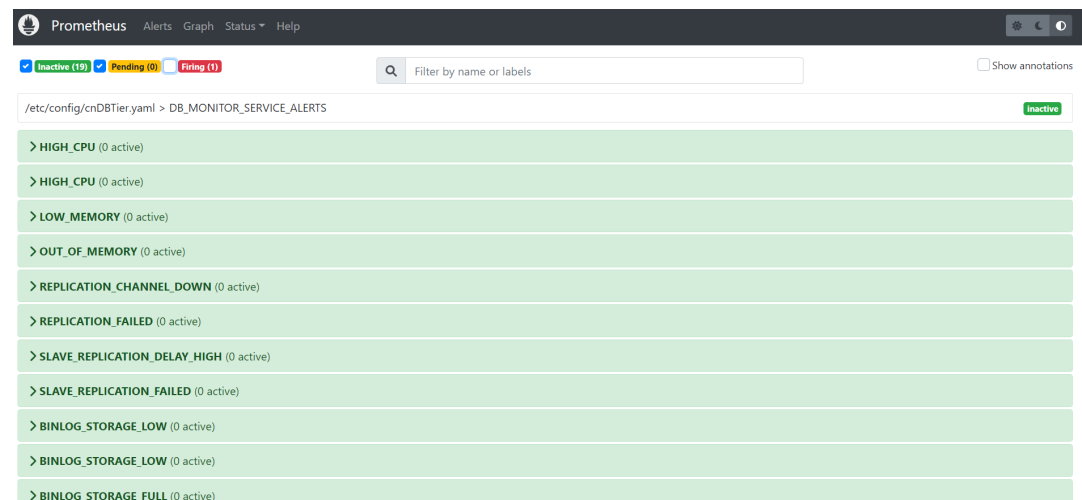 Prometheus Alerts Graph Status Help
Inactive (19) Pending (0) Firing (1) Filter by name or labels Show annotations
/etc/config/cnDBTier.yaml > DB_MONITOR_SERVICE_ALERTS inactive
HIGH_CPU (0 active)
HIGH_CPU (0 active)
LOW_MEMORY (0 active)
OUT_OF_MEMORY (0 active)
REPLICATION_CHANNEL_DOWN (0 active)
REPLICATION_FAILED (0 active)
SLAVE_REPLICATION_DELAY_HIGH (0 active)
SLAVE_REPLICATION_FAILED (0 active)
BINLOG_STORAGE_LOW (0 active)
BINLOG_STORAGE_LOW (0 active)
BINLOG_STORAGE_FULL (0 active)